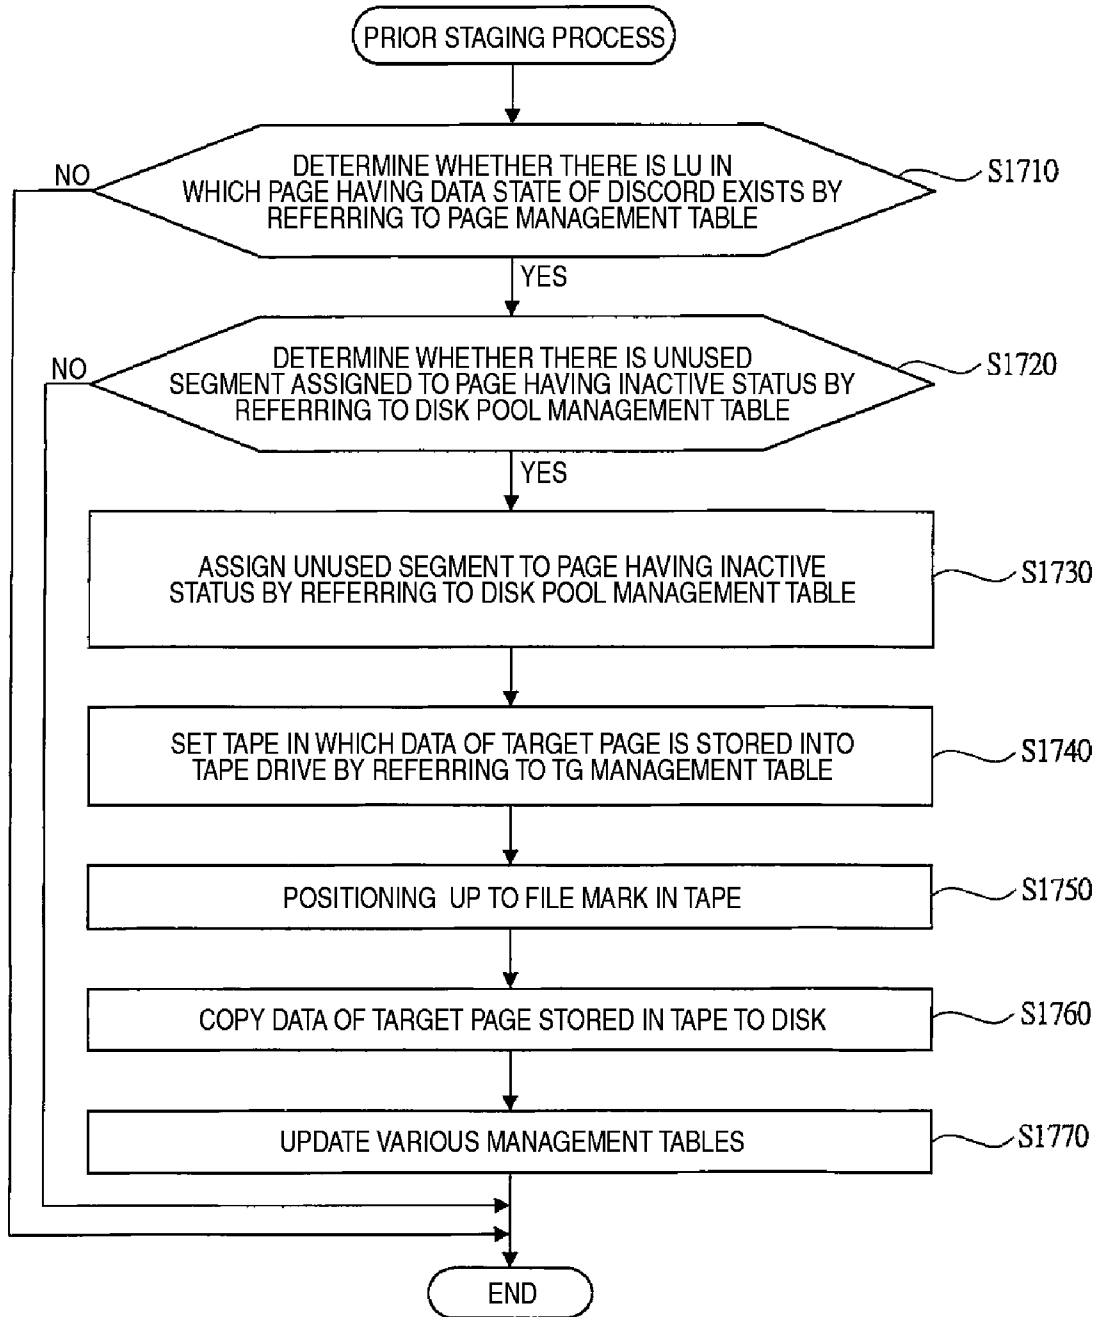 PRIOR STAGING PROCESS
NO
DETERMINE WHETHER THERE IS LU IN
WHICH PAGE HAVING DATA STATE OF DISCORD EXISTS BY
REFERRING TO PAGE MANAGEMENT TABLE
S1710
YES
NO
DETERMINE WHETHER THERE IS UNUSED
SEGMENT ASSIGNED TO PAGE HAVING INACTIVE STATUS BY
REFERRING TO DISK POOL MANAGEMENT TABLE
S1720
YES
ASSIGN UNUSED SEGMENT TO PAGE HAVING INACTIVE
STATUS BY REFERRING TO DISK POOL MANAGEMENT TABLE
S1730
SET TAPE IN WHICH DATA OF TARGET PAGE IS STORED INTO
TAPE DRIVE BY REFERRING TO TG MANAGEMENT TABLE
S1740
POSITIONING UP TO FILE MARK IN TAPE
S1750
COPY DATA OF TARGET PAGE STORED IN TAPE TO DISK
S1760
UPDATE VARIOUS MANAGEMENT TABLES
S1770
END